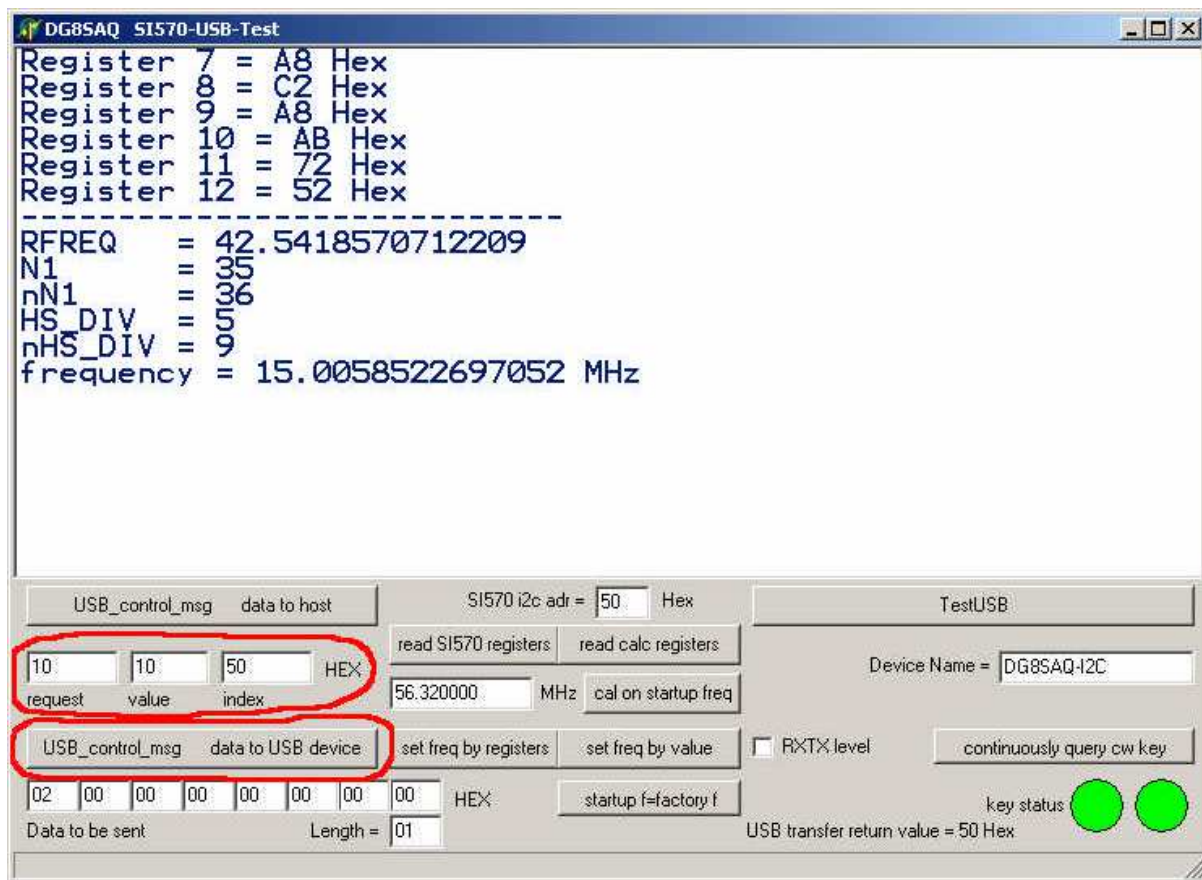 DG8SAQ SI570-USB-Test
Register 7 = A8 Hex
Register 8 = C2 Hex
Register 9 = A8 Hex
Register 10 = AB Hex
Register 11 = 72 Hex
Register 12 = 52 Hex
------------------------------
RFREQ = 42.5418570712209
N1 = 35
nN1 = 36
HS_DIV = 5
nHS_DIV = 9
frequency = 15.0058522697052 MHz
USB_control_msg data to host
SI570 i2c adr = 50 Hex
TestUSB
read SI570 registers
read calc registers
10 10 50 HEX
request value index
Device Name = DG8SAQ-I2C
56.320000 MHz
cal on startup freq
USB_control_msg data to USB device
set freq by registers
set freq by value
RXTX level
continuously query cw key
02 00 00 00 00 00 00 00 HEX
startup f=factory f
key status
Data to be sent Length = 01
USB transfer return value = 50 Hex